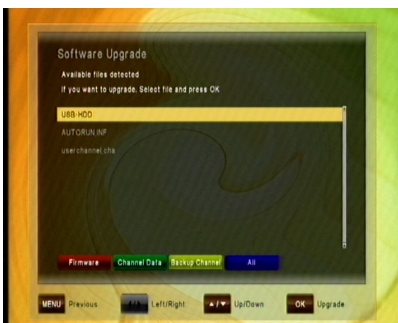 Software Upgrade
Available files detected
If you want to upgrade, Select file and press OK
USB-HDD
AUTORUN.INF
userchannel.cha
Firmware Channel Data Backup Channel All
MENU Previous Left/Right ▲/▼ Up/Down OK Upgrade